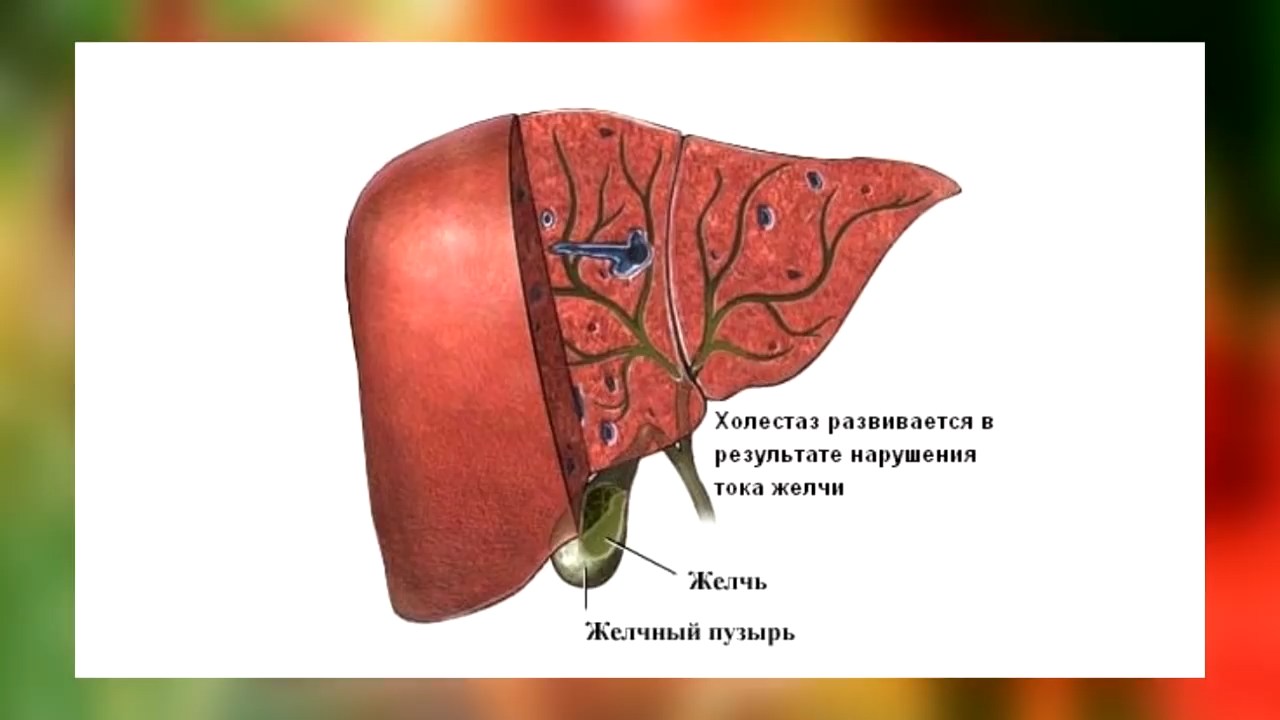 Холестаз развивается в
результате нарушения
тока желчи
Желчь
Желчный пузырь